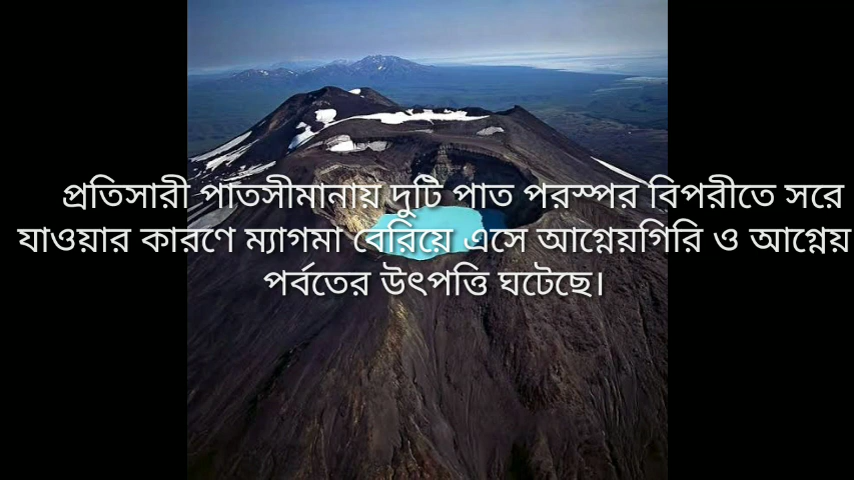 প্রতিসারী পাতসীমানায় দুটি পাত পরস্পর বিপরীতে সরে
যাওয়ার কারণে ম্যাগমা বেরিয়ে এসে আগ্নেয়গিরি ও আগ্নেয়
পর্বতের উৎপত্তি ঘটেছে।